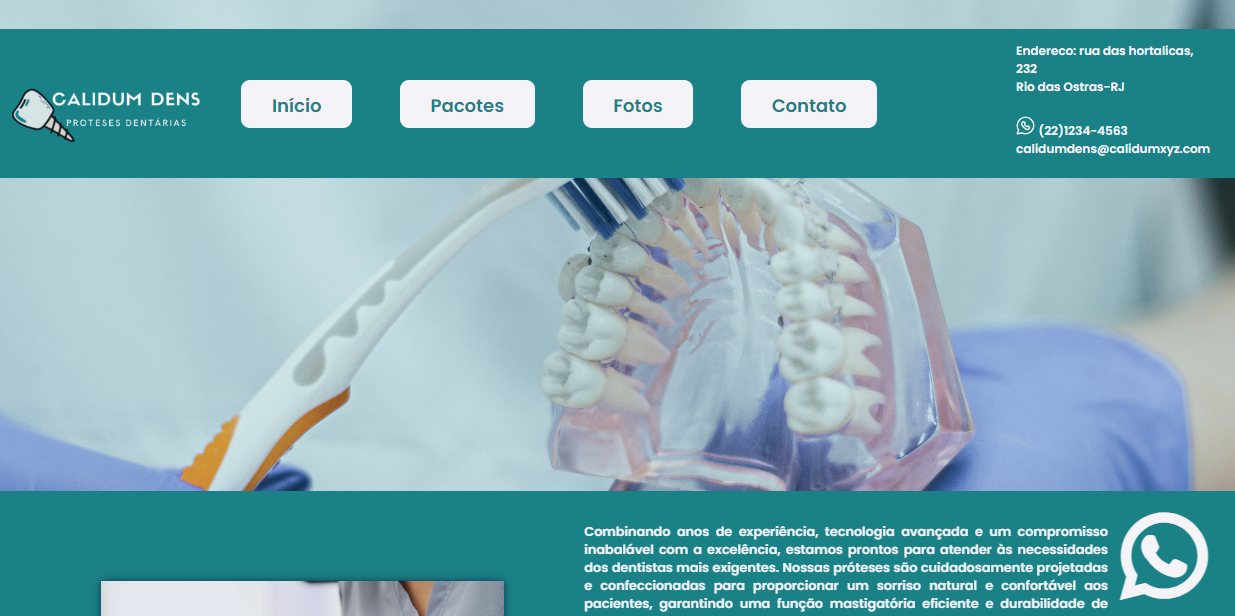 CALIDUM DENS
PROTESES DENTÁRIAS
Início
Pacotes
Fotos
Contato
Endereco: rua das hortalicas,
232
Rio das Ostras-RJ
(22)1234-4563
calidumdens@calidumxyz.com
Combinando anos de experiência, tecnologia avançada e um compromisso
inabalável com a excelência, estamos prontos para atender às necessidades
dos dentistas mais exigentes. Nossas próteses são cuidadosamente projetadas
e confeccionadas para proporcionar um sorriso natural e confortável aos
pacientes, garantindo uma função mastigatória eficiente e durabilidade de